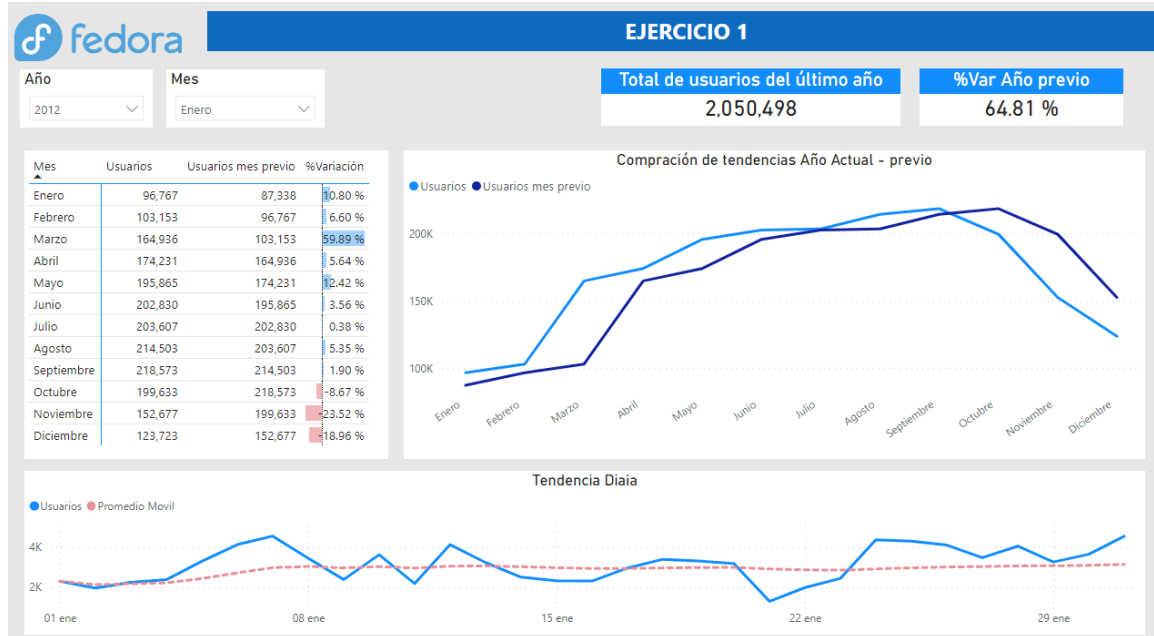 fedora
EJERCICIO 1
Año
Mes
2012
Enero
Total de usuarios del último año
2,050,498
%Var Año previo
64.81 %
Mes Usuarios Usuarios mes previo %Variación
Enero 96,767 87,338 10.80 %
Febrero 103,153 96,767 6.60 %
Marzo 164,936 103,153 59.89 %
Abril 174,231 164,936 5.64 %
Mayo 195,865 174,231 12.42 %
Junio 202,830 195,865 3.56 %
Julio 203,607 202,830 0.38 %
Agosto 214,503 203,607 5.35 %
Septiembre 218,573 214,503 1.90 %
Octubre 199,633 218,573 -8.67 %
Noviembre 152,677 199,633 -23.52 %
Diciembre 123,723 152,677 -18.96 %
Compración de tendencias Año Actual - previo
Usuarios Usuarios mes previo
200K
150K
100K
Enero Febrero Marzo Abril Mayo Junio Julio Agosto Septiembre Octubre Noviembre Diciembre
Tendencia Diaia
Usuarios Promedio Movil
4K
2K
01 ene 08 ene 15 ene 22 ene 29 ene